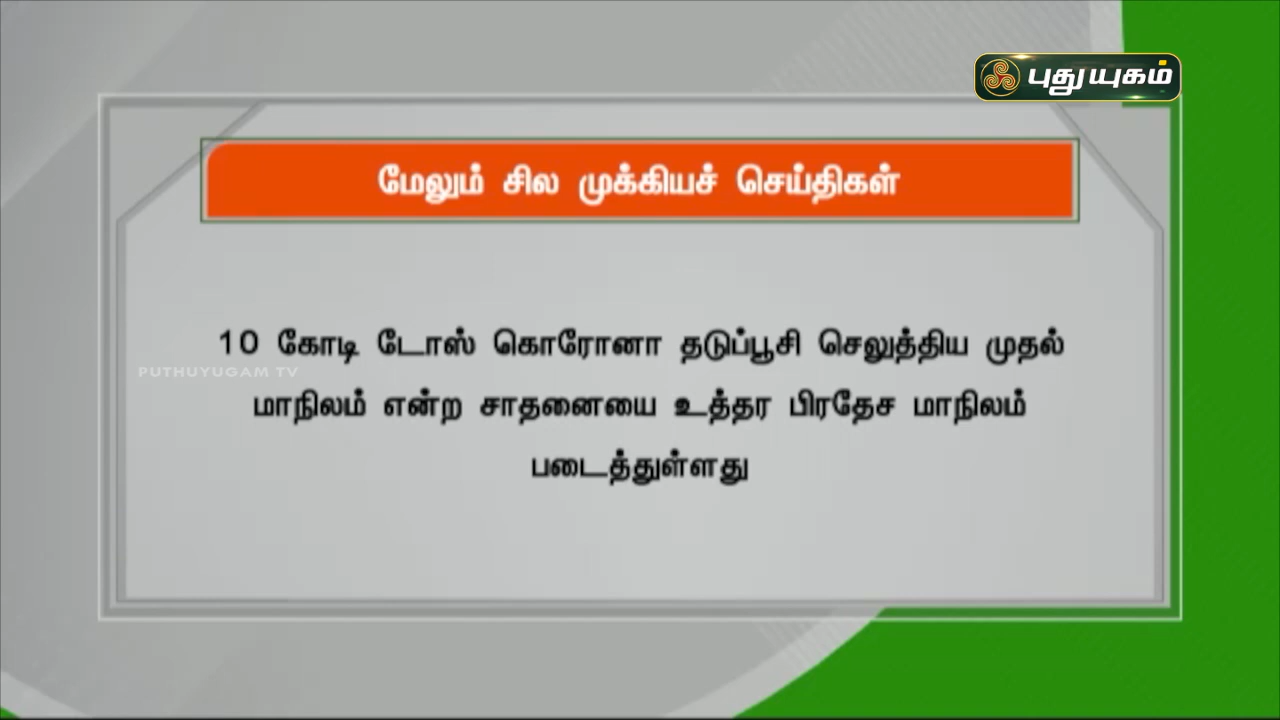 புதுயுகம்
மேலும் சில முக்கியச் செய்திகள்
10 கோடி டோஸ் கொரோனா தடுப்பூசி செலுத்திய முதல்
PUTHUYUGAM TV
மாநிலம் என்ற சாதனையை உத்தர பிரதேச மாநிலம்
படைத்துள்ளது